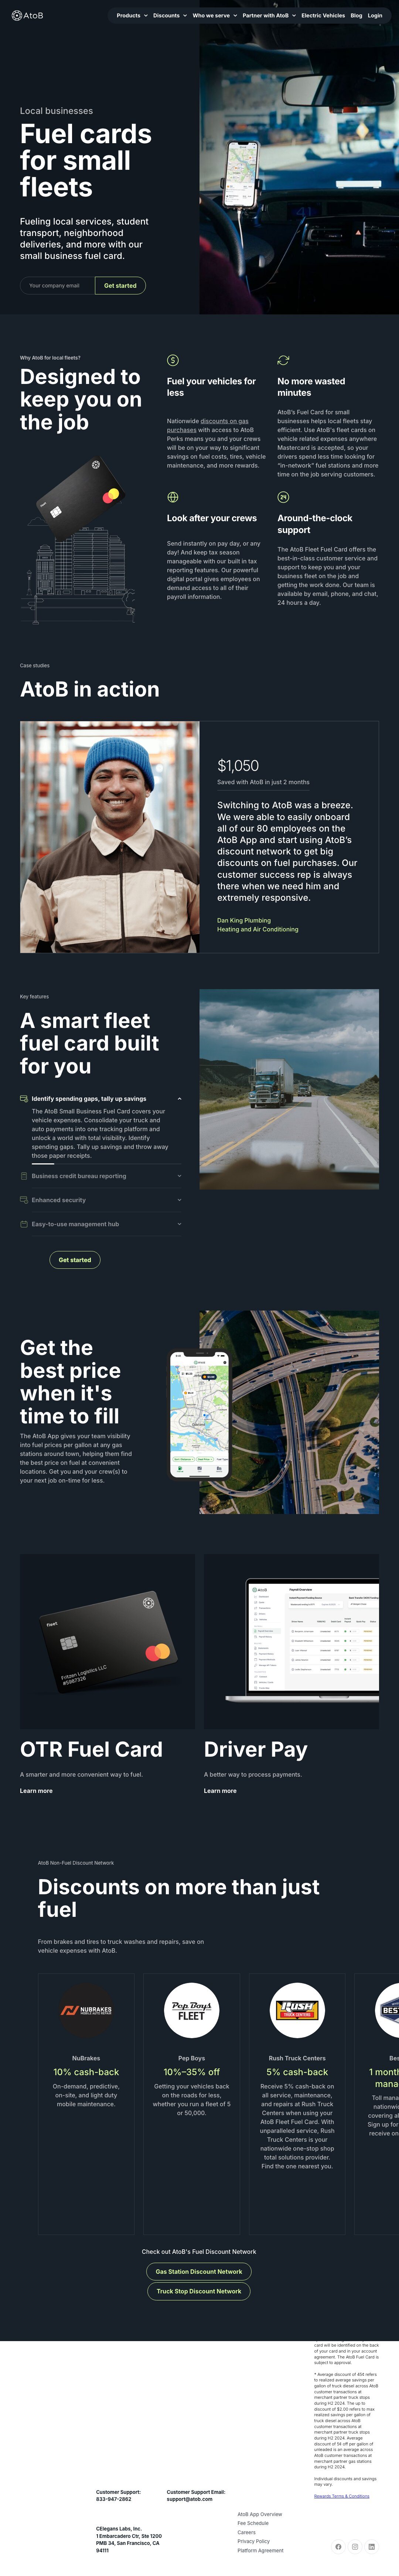 AtoB
Products
Discounts
Who we serve
Partner with AtoB
Electric Vehicles
Blog
Login
Local businesses
Fuel cards
for small
fleets
Fueling local services, student
transport, neighborhood
deliveries, and more with our
small business fuel card.
Your company email
Get started
Why AtoB for local fleets?
Designed to
keep you on
the job
Fuel your vehicles for
less
Nationwide discounts on gas
purchases with access to AtoB
Perks means you and your crews
will be on your way to significant
savings on fuel costs, tires, vehicle
maintenance, and more rewards.
No more wasted
minutes
AtoB's Fuel Card for small
businesses helps local fleets stay
efficient. Use AtoB's fleet cards on
vehicle related expenses anywhere
Mastercard is accepted, so your
drivers spend less time looking for
"in-network" fuel stations and more
time on the job serving customers.
Look after your crews
Send instantly on pay day, or any
day! And keep tax season
manageable with our built in tax
reporting features. Our powerful
digital portal gives employees on
demand access to all of their
payroll information.
24
Around-the-clock
support
The AtoB Fleet Fuel Card offers the
best-in-class customer service and
support to keep you and your
business fleet on the job and
getting the work done. Our team is
available by email, phone, and chat,
24 hours a day.
Case studies
AtoB in action
$1,050
Saved with AtoB in just 2 months
Switching to AtoB was a breeze.
We were able to easily onboard
all of our 80 employees on the
AtoB App and start using AtoB's
discount network to get big
discounts on fuel purchases. Our
customer success rep is always
there when we need him and
extremely responsive.
Dan King Plumbing
Heating and Air Conditioning
Key features
A smart fleet
fuel card built
for you
Identify spending gaps, tally up savings
The AtoB Small Business Fuel Card covers your
vehicle expenses. Consolidate your truck and
auto payments into one tracking platform and
unlock a world with total visibility. Identify
spending gaps. Tally up savings and throw away
those paper receipts.
Business credit bureau reporting
Enhanced security
Easy-to-use management hub
Get started
Get the
best price
when it's
time to fill
The AtoB App gives your team visibility
into fuel prices per gallon at any gas
stations around town, helping them find
the best price on fuel at convenient
locations. Get you and your crew(s) to
your next job on-time for less.
fleet
Fritzen Logistics LLC
#5987326
AtoB
Payroll Overview
OTR Fuel Card
A smarter and more convenient way to fuel.
Learn more
Driver Pay
A better way to process payments.
Learn more
AtoB Non-Fuel Discount Network
Discounts on more than just
fuel
From brakes and tires to truck washes and repairs, save on
vehicle expenses with AtoB.
NUBRAKES
MOBILE AUTO REPAIR
NuBrakes
10% cash-back
On-demand, predictive,
on-site, and light duty
mobile maintenance.
Pep Boys
FLEET
Pep Boys
10%–35% off
Getting your vehicles back
on the roads for less,
whether you run a fleet of 5
or 50,000.
RUSH
TRUCK CENTERS
Rush Truck Centers
5% cash-back
Receive 5% cash-back on
all service, maintenance,
and repairs at Rush Truck
Centers when using your
AtoB Fleet Fuel Card. With
unparalleled service, Rush
Truck Centers is your
nationwide one-stop shop
total solutions provider.
Find the one nearest you.
BEST
Bes
1 mont
mana
Toll mana
nationwi
covering al
Sign up for
receive on
Check out AtoB's Fuel Discount Network
Gas Station Discount Network
Truck Stop Discount Network
card will be identified on the back
of your card and in your account
agreement. The AtoB Fuel Card is
subject to approval.
* Average discount of 45¢ refers
to realized average savings per
gallon of truck diesel across AtoB
customer transactions at
merchant partner truck stops
during H2 2024. The up to
discount of $2.00 refers to max
realized savings per gallon of
truck diesel across AtoB
customer transactions at
merchant partner truck stops
during H2 2024. Average
discount of 9¢ off per gallon of
unleaded is an average across
AtoB customer transactions at
merchant partner gas stations
during H2 2024.
Individual discounts and savings
may vary.
Rewards Terms & Conditions
Customer Support:
833-947-2862
Customer Support Email:
support@atob.com
CElegans Labs, Inc.
1 Embarcadero Ctr, Ste 1200
PMB 34, San Francisco, CA
94111
AtoB App Overview
Fee Schedule
Careers
Privacy Policy
Platform Agreement